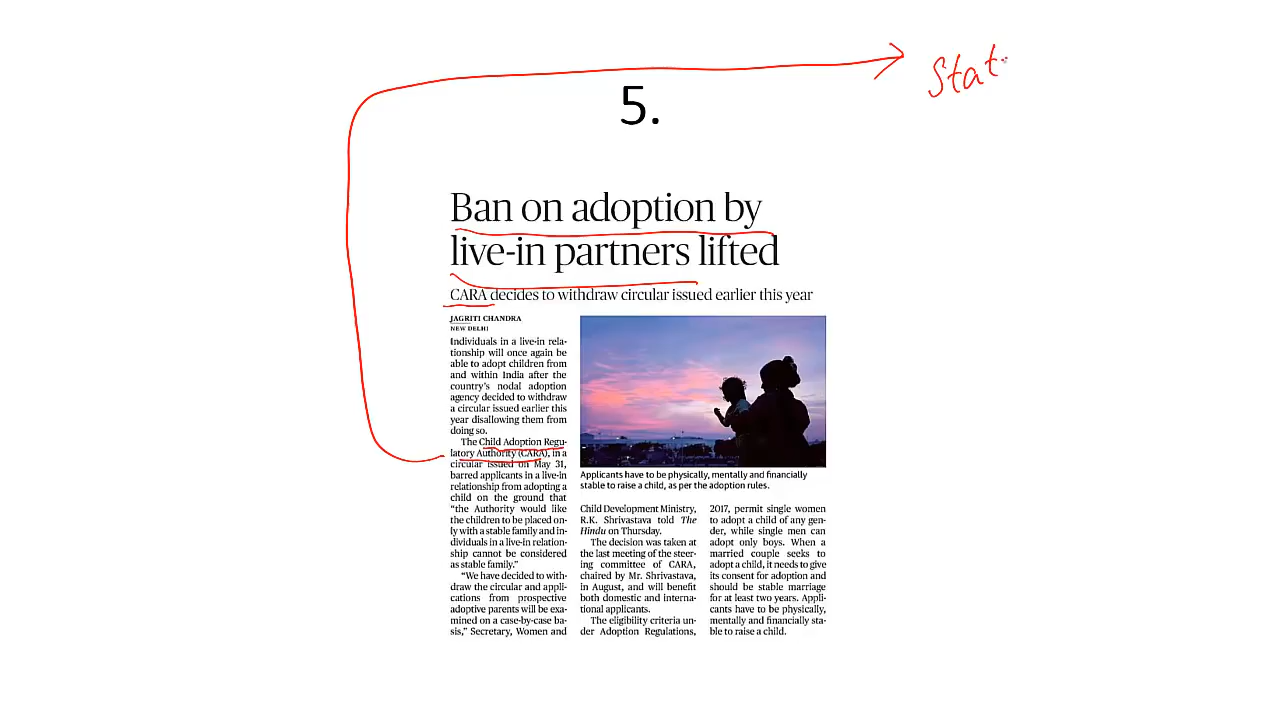 Stat
5.
Ban on adoption by
live-in partners lifted
CARA decides to withdraw circular issued earlier this year
JAGRITI CHANDRA
NEW DELHI
Individuals in a live-in rela-
tionship will once again be
able to adopt children from
and within India after the
country's nodal adoption
agency decided to withdraw
a circular issued earlier this
year disallowing them from
doing so.
The Child Adoption Regu-
latory Authority (CARA), in a
circular issued on May 31,
barred applicants in a live-in
relationship from adopting a
child on the ground that
"the Authority would like
the children to be placed on-
ly with a stable family and in-
dividuals in a live-in relation-
ship cannot be considered
as stable family."
"We have decided to with-
draw the circular and appli-
cations from prospective
adoptive parents will be exa-
mined on a case-by-case ba-
sis," Secretary, Women and
Applicants have to be physically, mentally and financially
stable to raise a child, as per the adoption rules.
Child Development Ministry,
R.K. Shrivastava told The
Hindu on Thursday.
The decision was taken at
the last meeting of the steer-
ing committee of CARA,
chaired by Mr. Shrivastava,
in August, and will benefit
both domestic and interna-
tional applicants.
The eligibility criteria un-
der Adoption Regulations,
2017, permit single women
to adopt a child of any gen-
der, while single men can
adopt only boys. When a
married couple seeks to
adopt a child, it needs to give
its consent for adoption and
should be stable marriage
for at least two years. Appli-
cants have to be physically,
mentally and financially sta-
ble to raise a child.